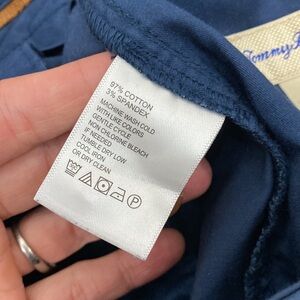 97% COTTON
3% SPANDEX
MACHINE WASH COLD
WITH LIKE COLORS
GENTLE CYCLE
NON CHLORINE BLEACH
IF NEEDED
TUMBLE DRY LOW
COOL IRON
OR DRY CLEAN
P
Tommy